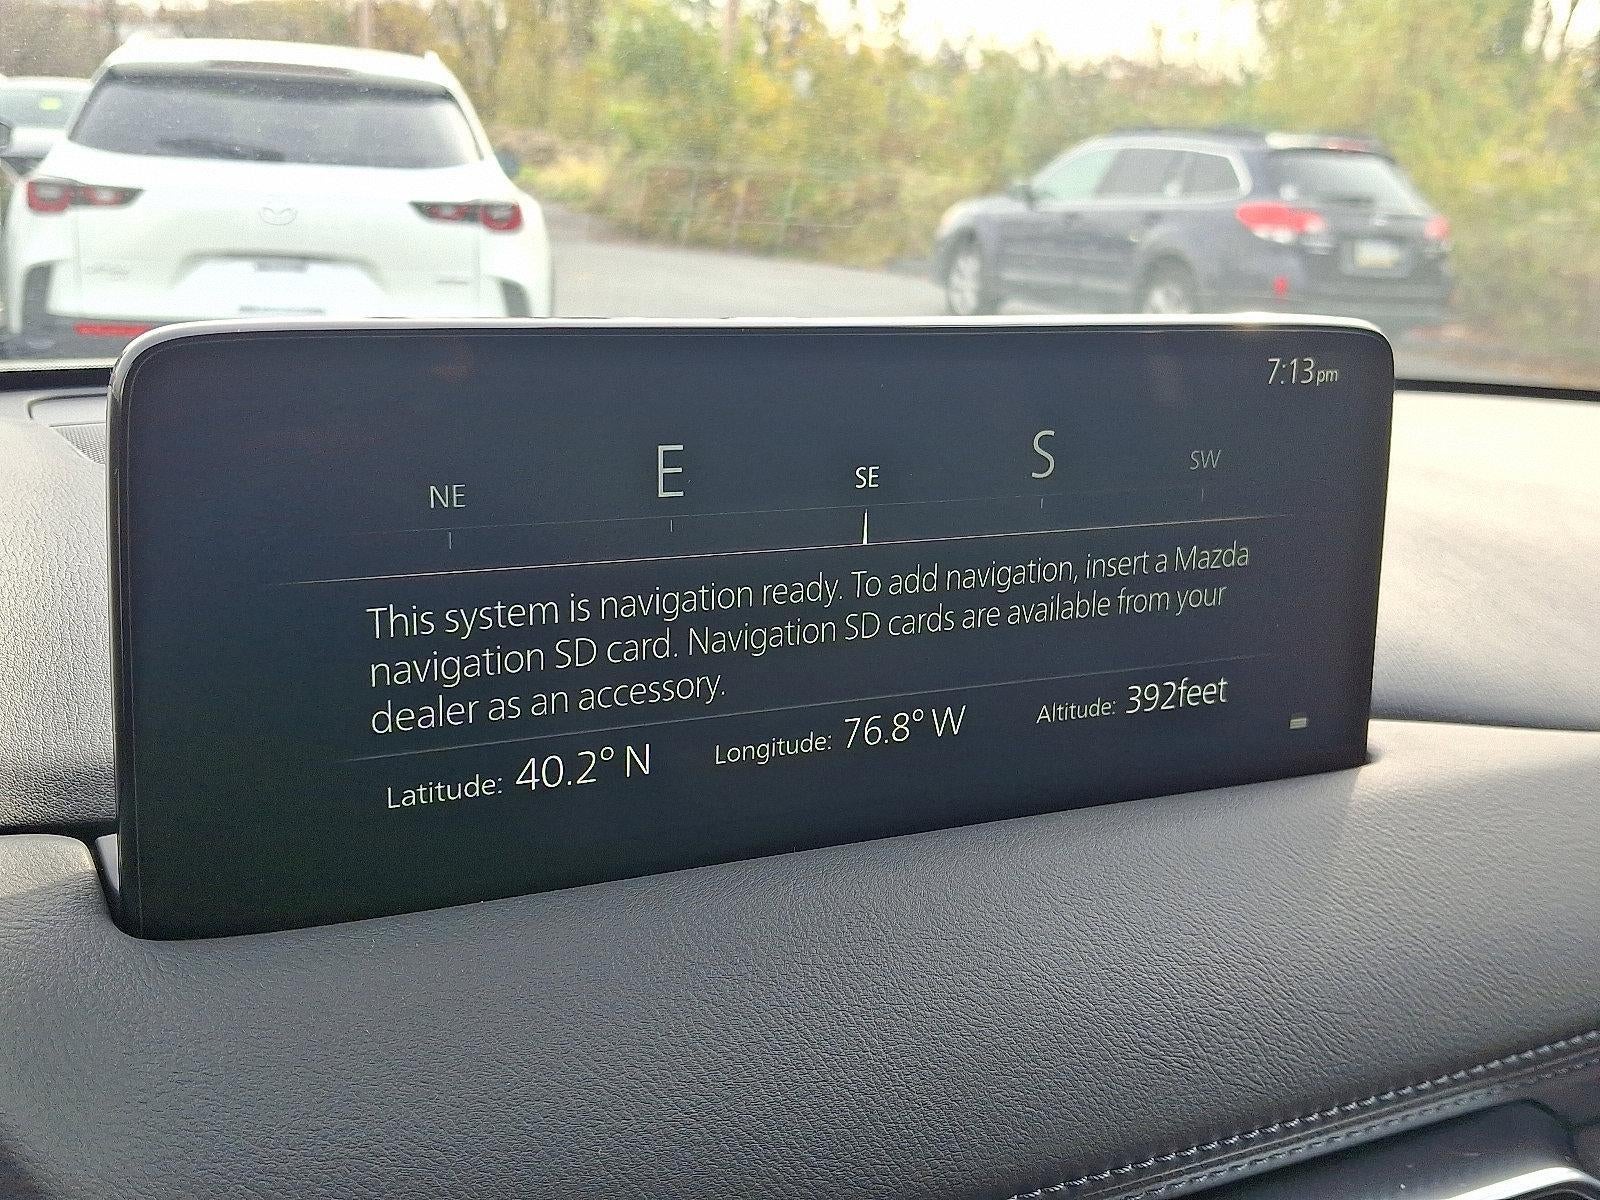 7:13pm
NE E SE S SW
This system is navigation ready. To add navigation, insert a Mazda
navigation SD card. Navigation SD cards are available from your
dealer as an accessory.
Latitude: 40.2° N Longitude: 76.8° W Altitude: 392feet